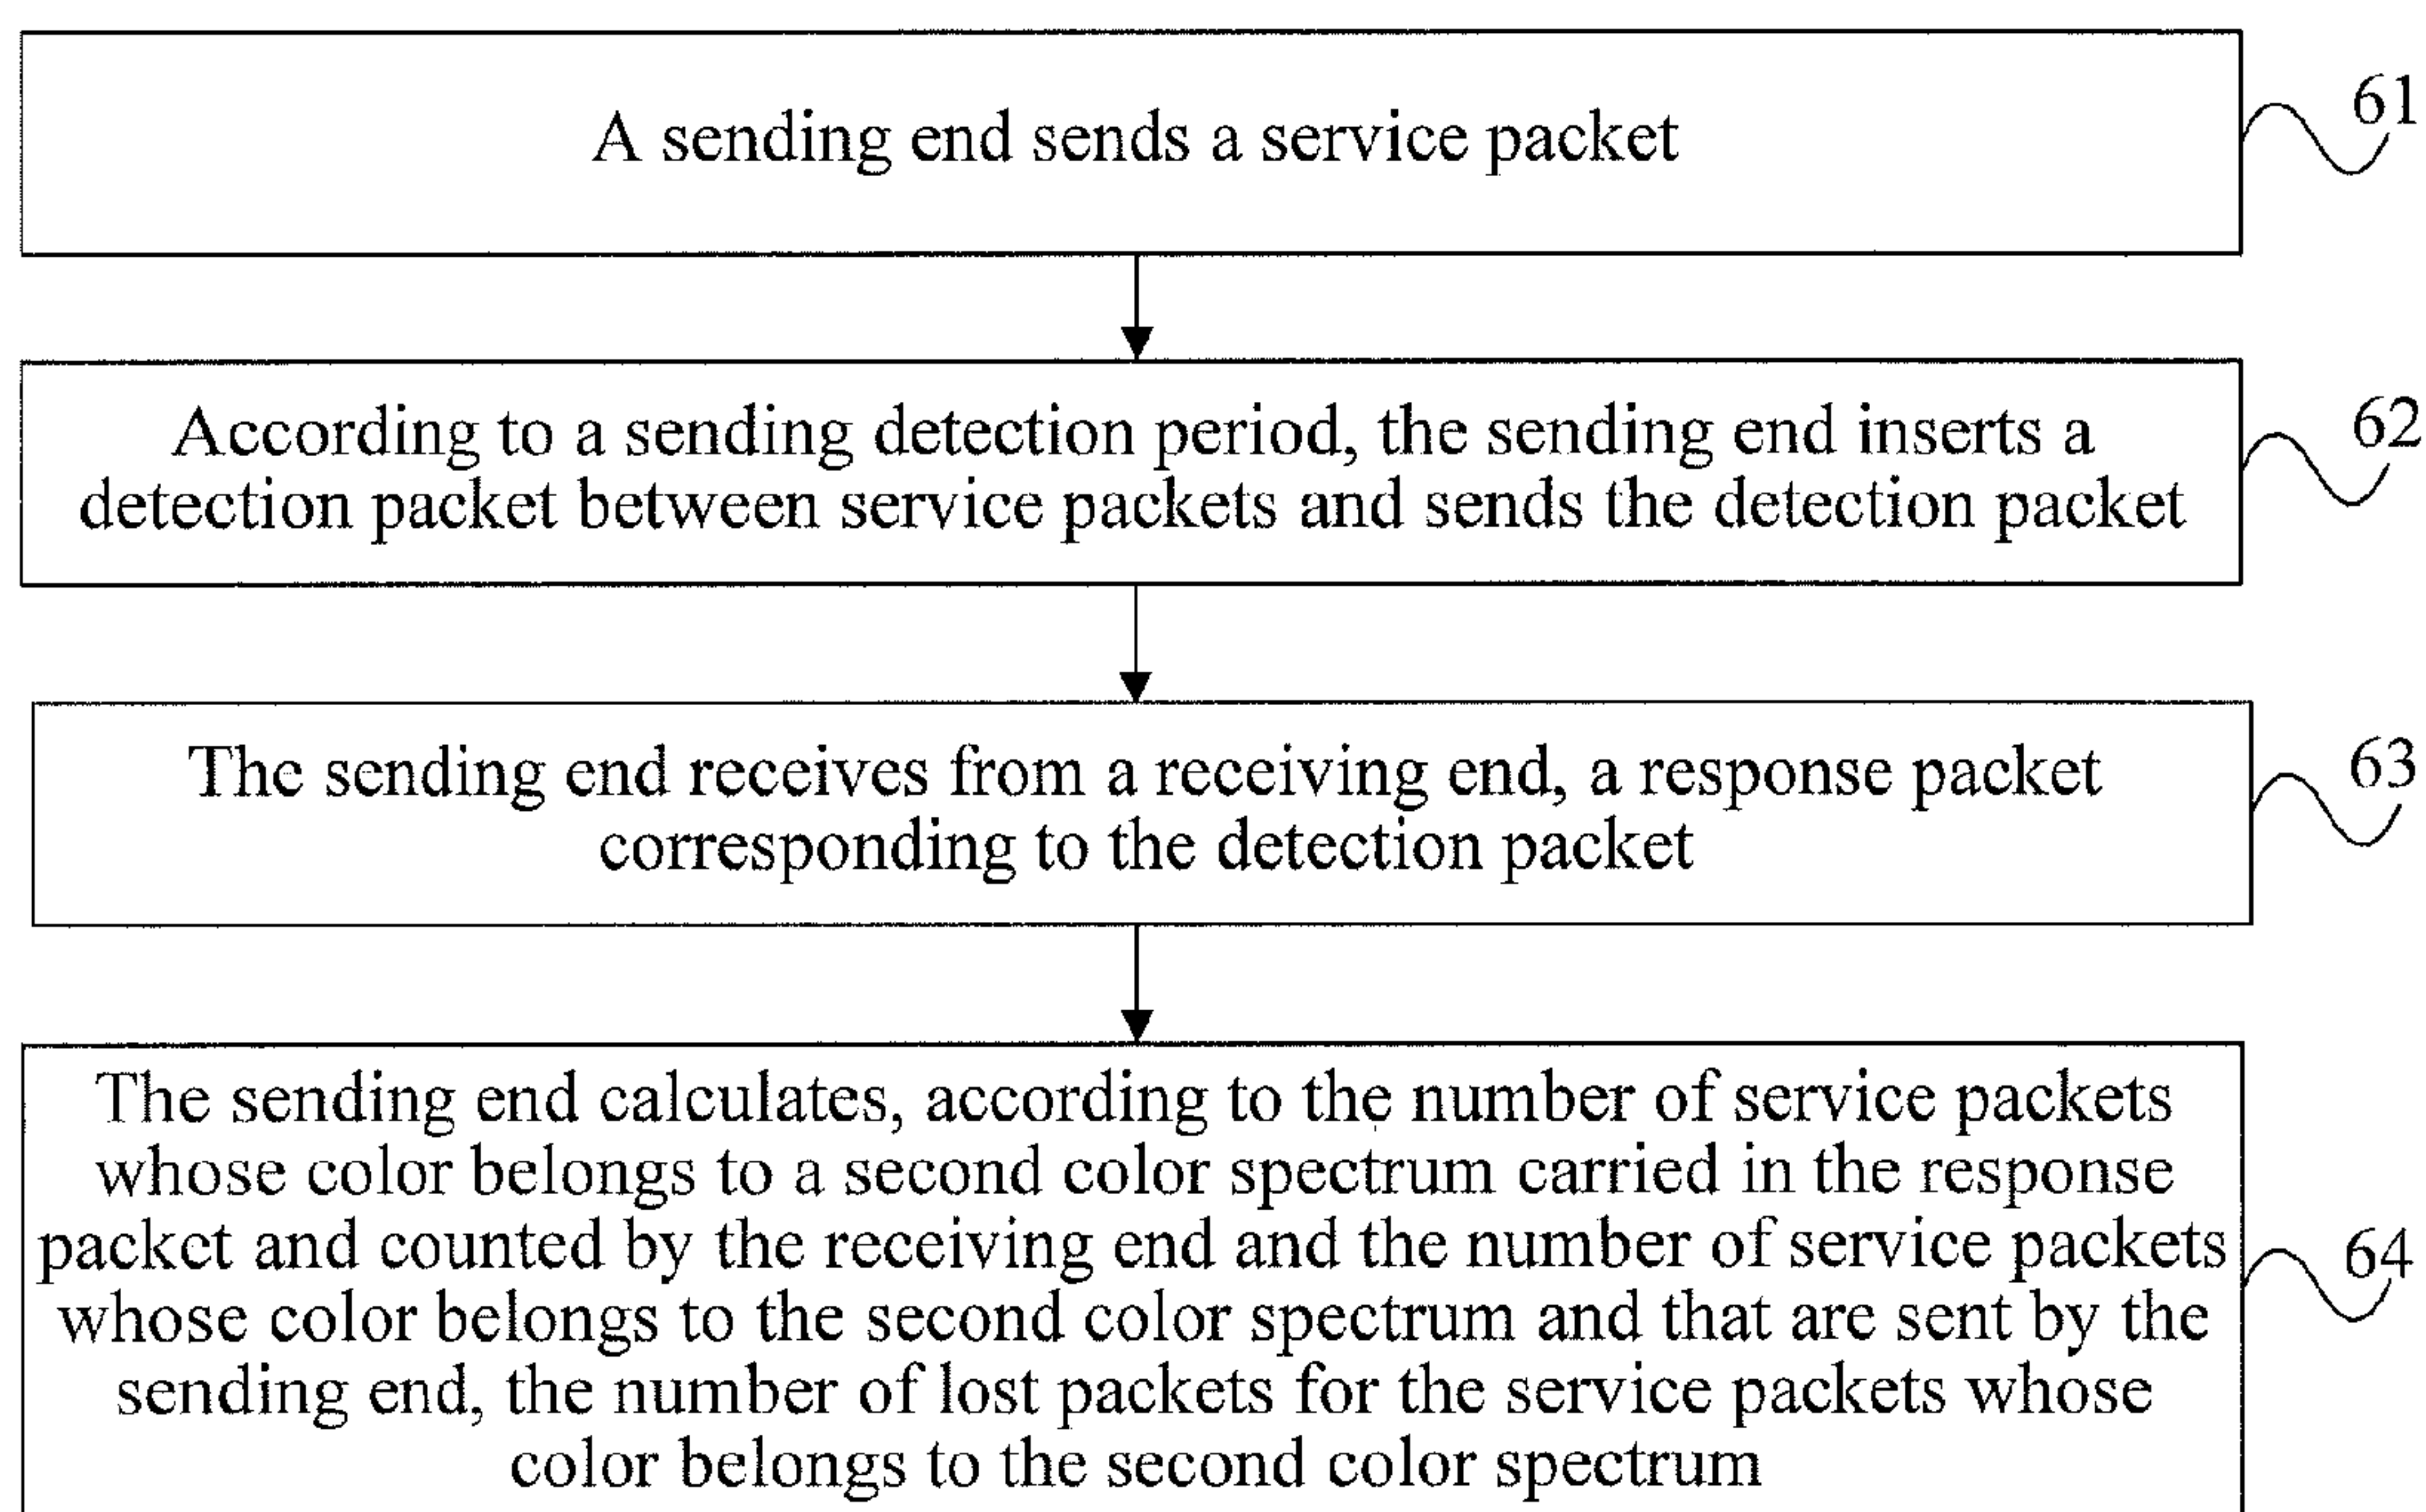 A sending end sends a service packet
61
According to a sending detection period, the sending end inserts a
detection packet between service packets and sends the detection packet
62
The sending end receives from a receiving end, a response packet
corresponding to the detection packet
63
The sending end calculates, according to the number of service packets
whose color belongs to a second color spectrum carried in the response
packet and counted by the receiving end and the number of service packets
whose color belongs to the second color spectrum and that are sent by the
sending end, the number of lost packets for the service packets whose
color belongs to the second color spectrum
64